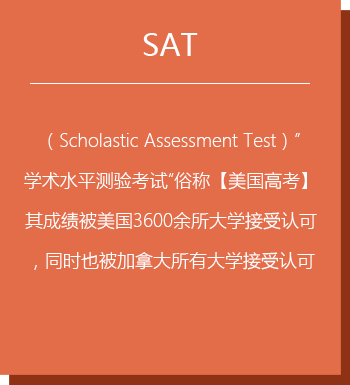 SAT
（Scholastic Assessment Test）”
学术水平测验考试“俗称【美国高考】
其成绩被美国3600余所大学接受认可
，同时也被加拿大所有大学接受认可